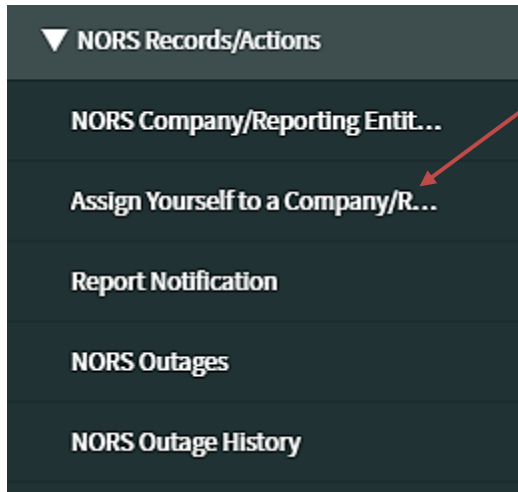 NORS Records/Actions
NORS Company/Reporting Entit...
Assign Yourself to a Company/R...
Report Notification
NORS Outages
NORS Outage History